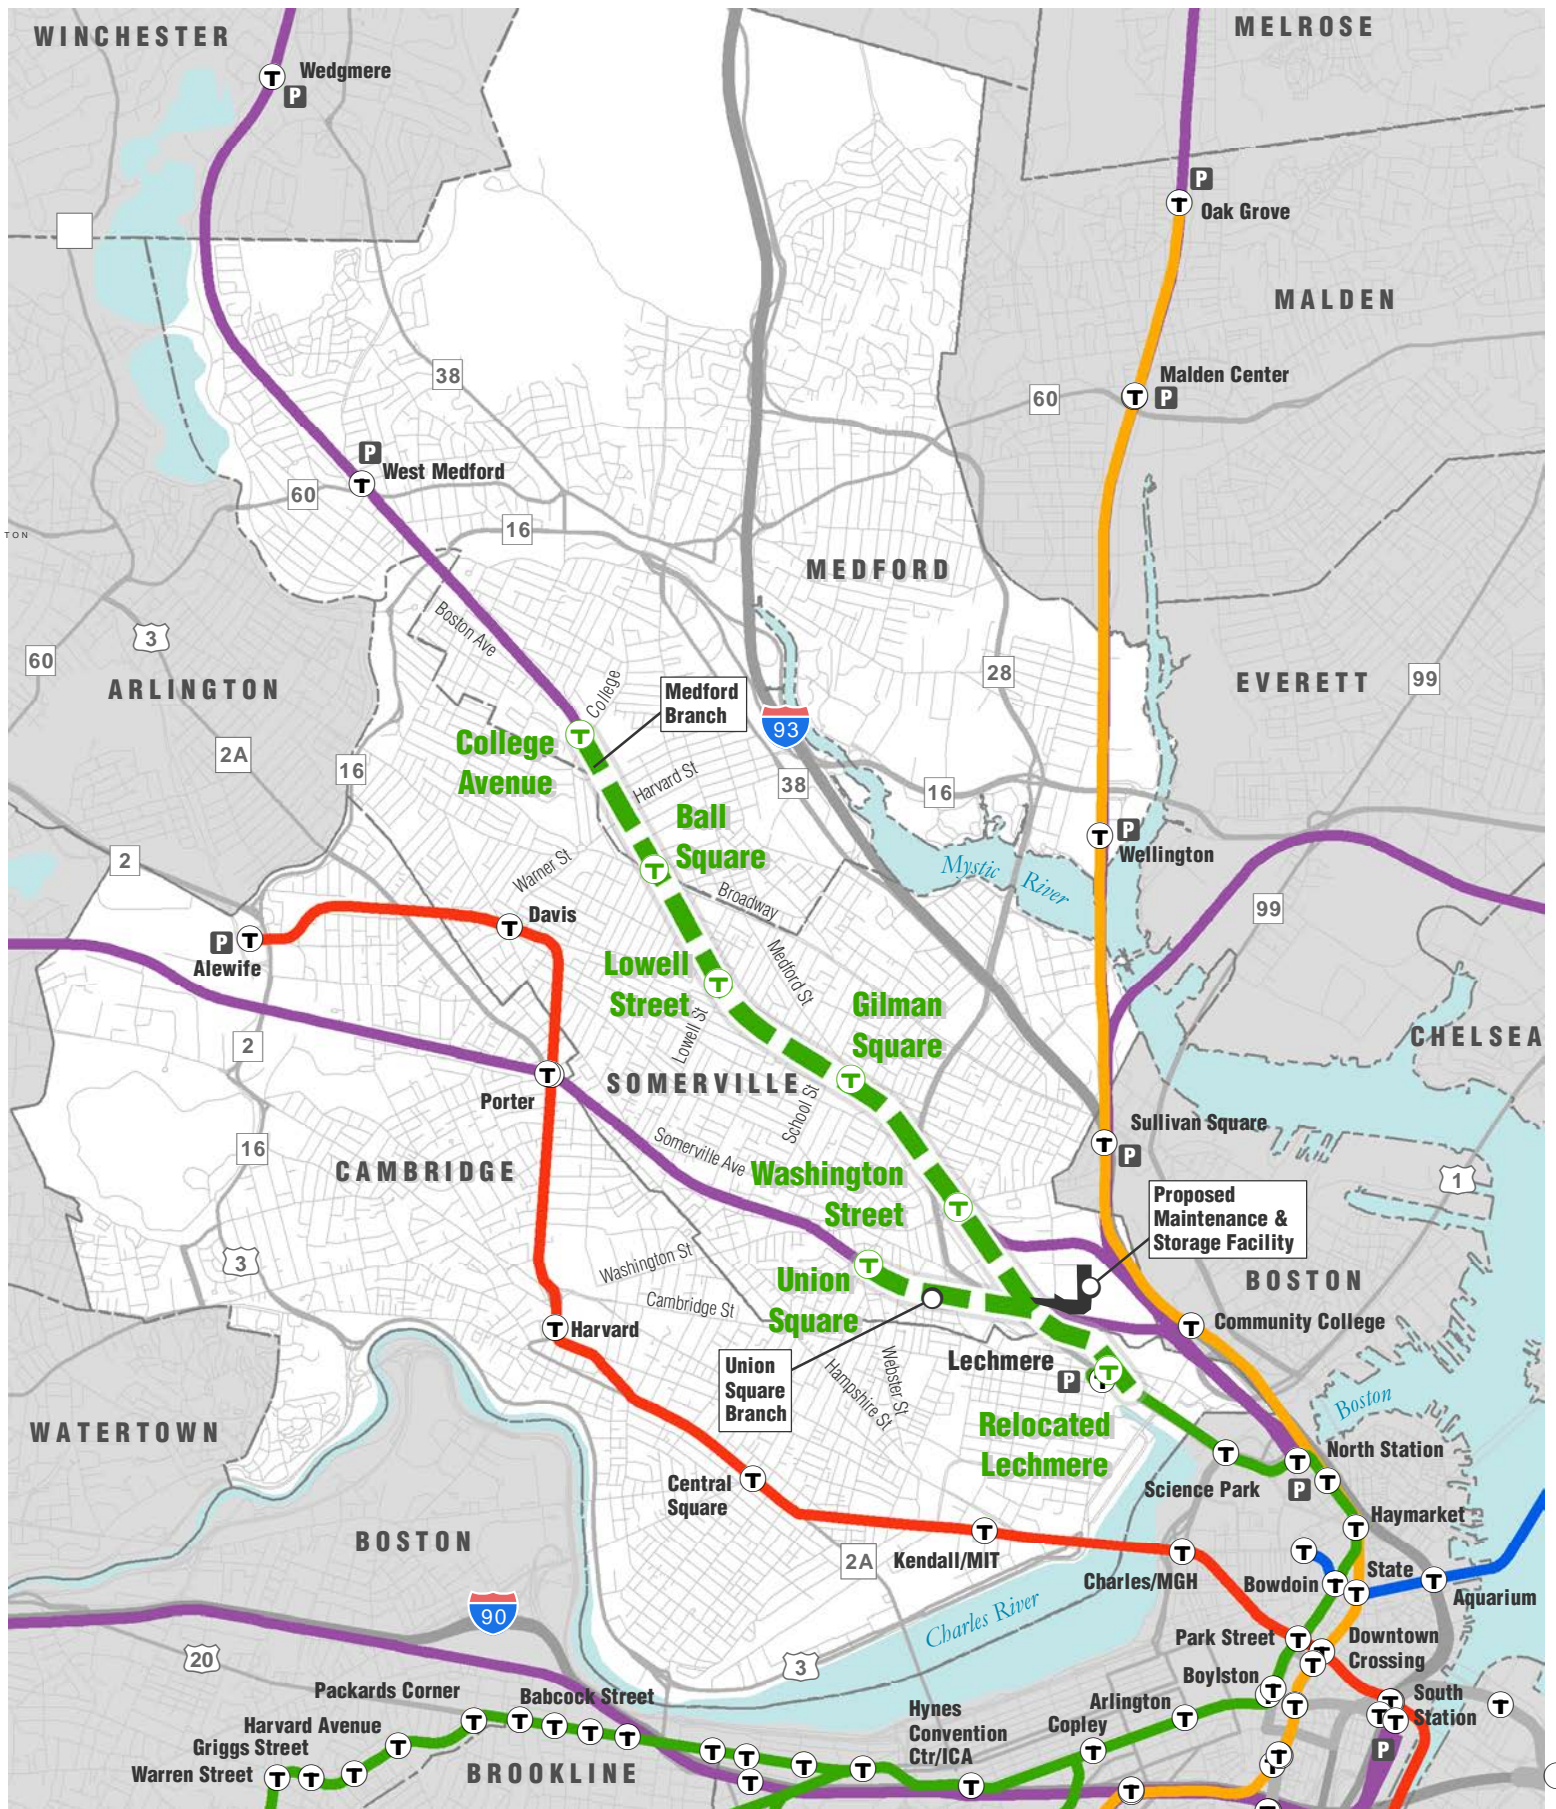 WINCHESTER
MELROSE
Wedgmere
P
P
Oak Grove
MALDEN
38
Malden Center
60
P
P
West Medford
60
16
TON
MEDFORD
3
Boston Ave
60
28
ARLINGTON
EVERETT
99
College
Medford
Branch
93
College
Avenue
2A
16
Harvard St
38
16
Ball
Square
P
Wellington
2
Warner St
Mystic River
Broadway
99
Davis
P
Alewife
Medford St
Lowell
Street
Gilman
Square
Lowell St
2
CHELSEA
SOMERVILLE
Porter
School St
Sullivan Square
P
16
Somerville Ave
CAMBRIDGE
Washington
Street
1
Proposed
Maintenance &
Storage Facility
3
Washington St
Union
Square
BOSTON
Cambridge St
Harvard
Community College
Union
Square
Branch
Lechmere
P
Hampshire St
Webster St
Boston
WATERTOWN
Relocated
Lechmere
North Station
P
Central
Square
Science Park
Haymarket
BOSTON
2A
Kendall/MIT
Charles/MGH
Bowdoin
State
Aquarium
90
Charles River
Park Street
Downtown
Crossing
20
3
Boylston
Packards Corner
Babcock Street
Arlington
South
Station
Harvard Avenue
Hynes
Convention
Ctr/ICA
Copley
Griggs Street
P
Warren Street
BROOKLINE